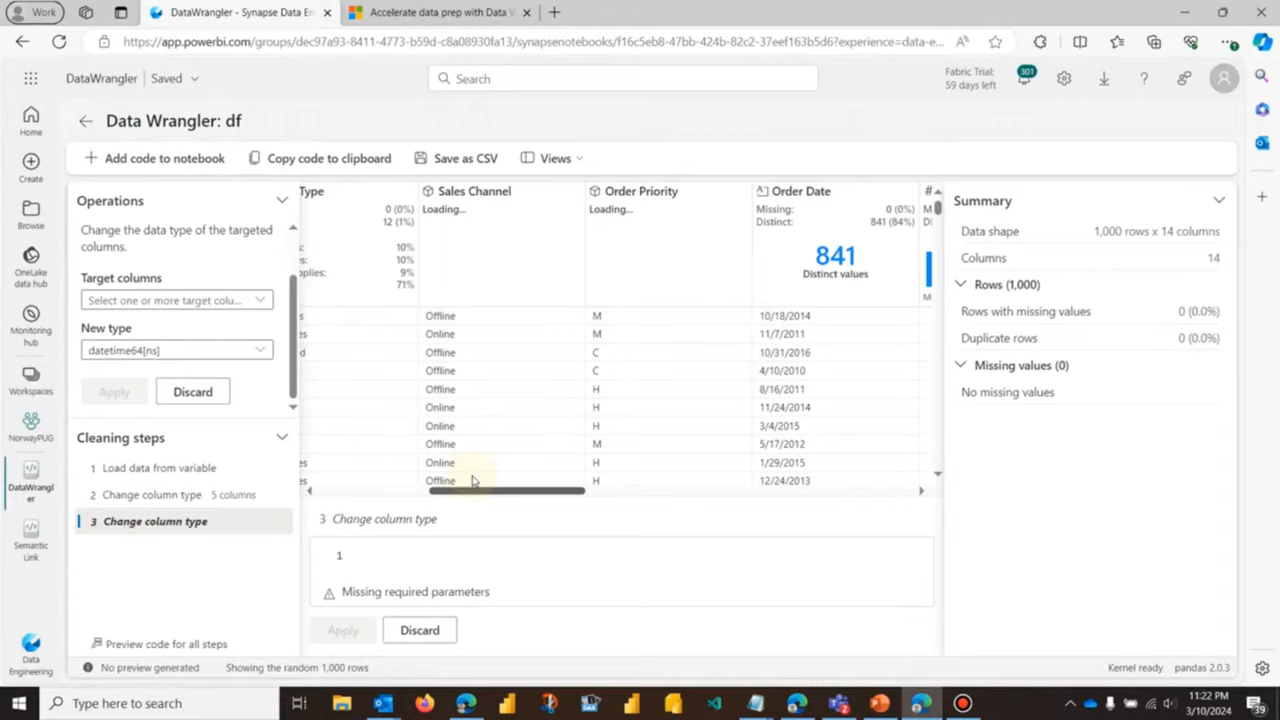 Work
DataWrangler - Synapse Data En
Accelerate data prep with Data W
https://app.powerbi.com/groups/dec97a93-8411-4773-b59d-c8a08930fa13/synapsenotebooks/f16c5eb8-47bb-424b-82c2-37eef163b5d6?experience=data-e...
DataWrangler | Saved
Search
Fabric Trial:
59 days left
301
Home
Create
Browse
OneLake
data hub
Monitoring
hub
Workspaces
NorwayPUG
DataWrangl
er
Semantic
Link
Data
Engineering
Data Wrangler: df
Add code to notebook
Copy code to clipboard
Save as CSV
Views
Operations
Change the data type of the targeted
columns.
Target columns
Select one or more target colu...
New type
datetime64[ns]
Apply
Discard
Cleaning steps
1 Load data from variable
2 Change column type 5 columns
3 Change column type
Preview code for all steps
Type Sales Channel Order Priority Order Date #
0 (0%) Loading... Loading... Missing: 0 (0%) M
12 (1%) Distinct: 841 (84%)
s: 10%
s: 10%
pplies: 9%
71%
841
Distinct values
s Offline M 10/18/2014
es Online M 11/7/2011
d Offline C 10/31/2016
Offline C 4/10/2010
Offline H 8/16/2011
Online H 11/24/2014
Online H 3/4/2015
Offline M 5/17/2012
es Online H 1/29/2015
es Offline H 12/24/2013
3 Change column type
1
Missing required parameters
Apply
Discard
Summary
Data shape 1,000 rows x 14 columns
Columns 14
Rows (1,000)
Rows with missing values 0 (0.0%)
Duplicate rows 0 (0.0%)
Missing values (0)
No missing values
No preview generated
Showing the random 1,000 rows
Kernel ready
pandas 2.0.3
Type here to search
11:22 PM
3/10/2024
39